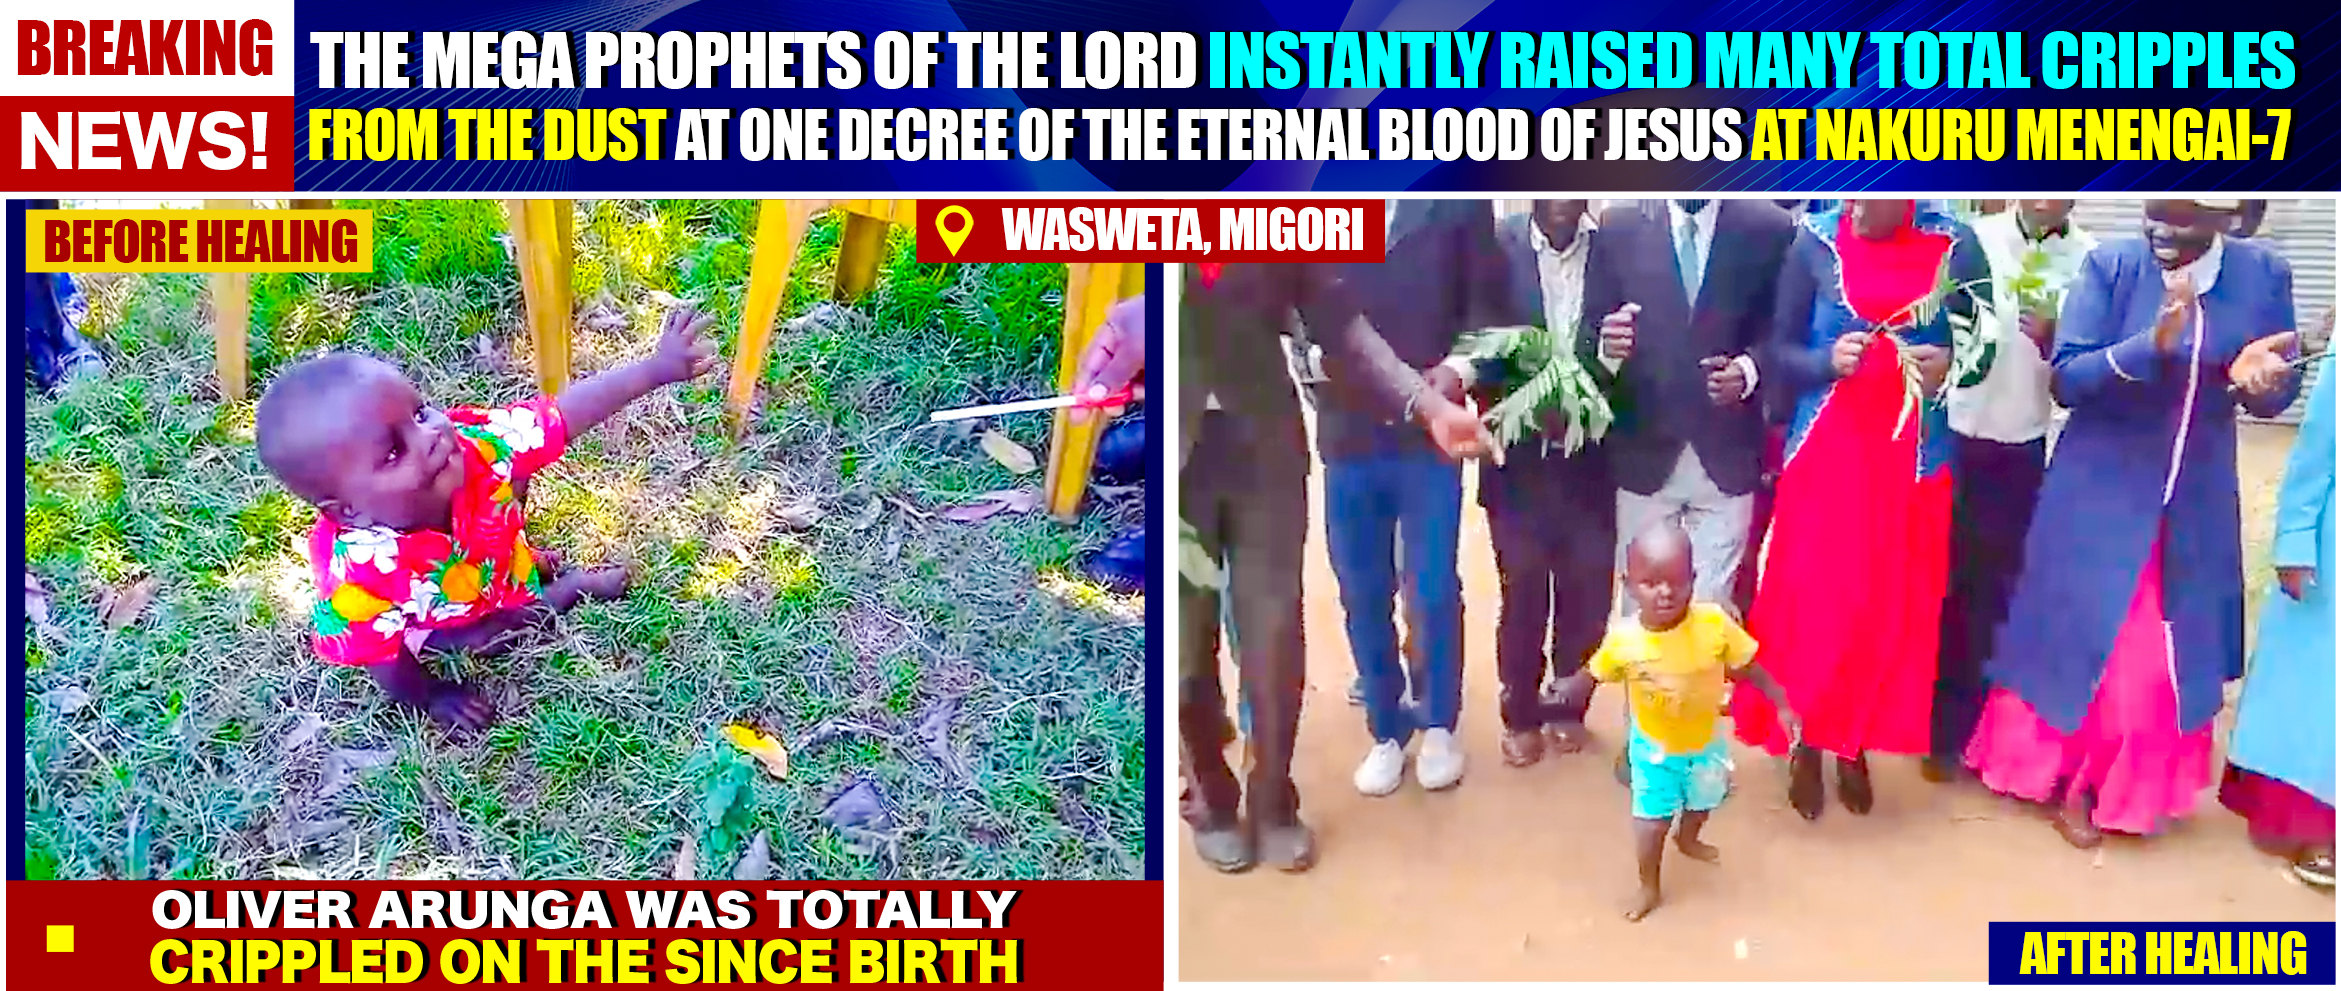 BREAKING
NEWS!
THE MEGA PROPHETS OF THE LORD INSTANTLY RAISED MANY TOTAL CRIPPLES
FROM THE DUST AT ONE DECREE OF THE ETERNAL BLOOD OF JESUS AT NAKURU MENENGAI-7
BEFORE HEALING
WASWETA, MIGORI
OLIVER ARUNGA WAS TOTALLY
CRIPPLED ON THE SINCE BIRTH
AFTER HEALING